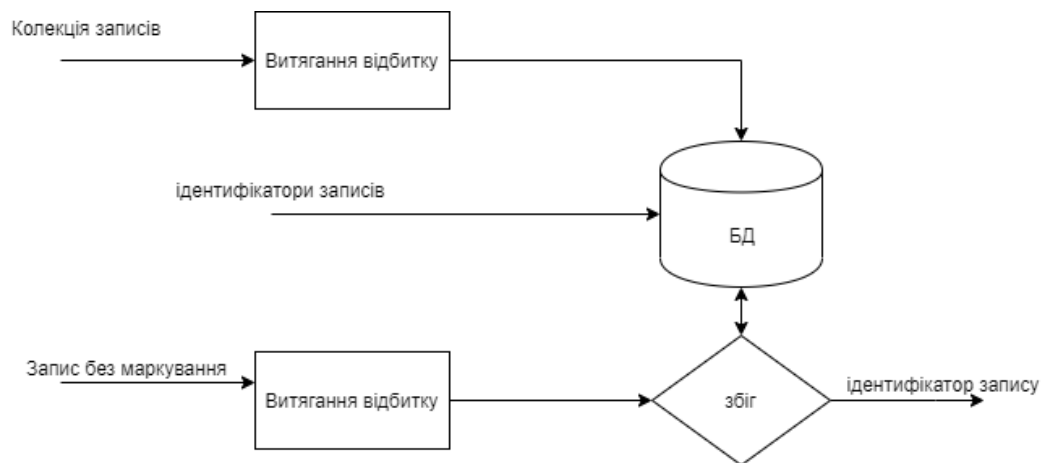 Колекція записів
Витягання відбитку
ідентифікатори записів
БД
Запис без маркування
Витягання відбитку
збіг
ідентифікатор запису